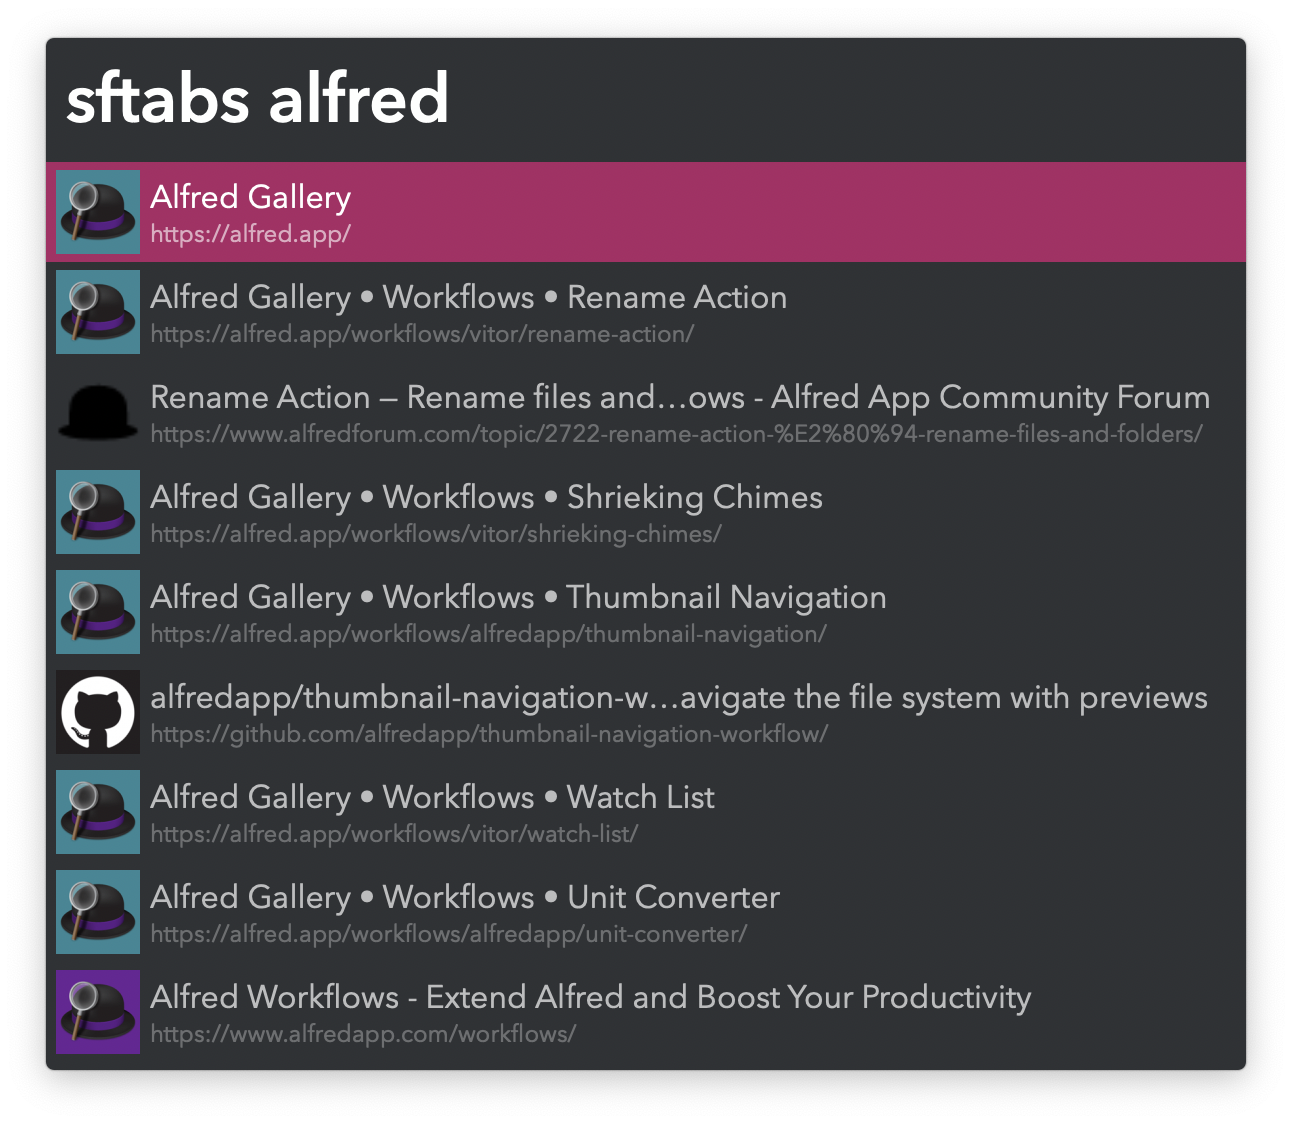 sftabs alfred
Alfred Gallery
https://alfred.app/
Alfred Gallery • Workflows • Rename Action
https://alfred.app/workflows/vitor/rename-action/
Rename Action – Rename files and…ows - Alfred App Community Forum
https://www.alfredforum.com/topic/2722-rename-action-%E2%80%94-rename-files-and-folders/
Alfred Gallery • Workflows • Shrieking Chimes
https://alfred.app/workflows/vitor/shrieking-chimes/
Alfred Gallery • Workflows • Thumbnail Navigation
https://alfred.app/workflows/alfredapp/thumbnail-navigation/
alfredapp/thumbnail-navigation-w…avigate the file system with previews
https://github.com/alfredapp/thumbnail-navigation-workflow/
Alfred Gallery • Workflows • Watch List
https://alfred.app/workflows/vitor/watch-list/
Alfred Gallery • Workflows • Unit Converter
https://alfred.app/workflows/alfredapp/unit-converter/
Alfred Workflows - Extend Alfred and Boost Your Productivity
https://www.alfredapp.com/workflows/